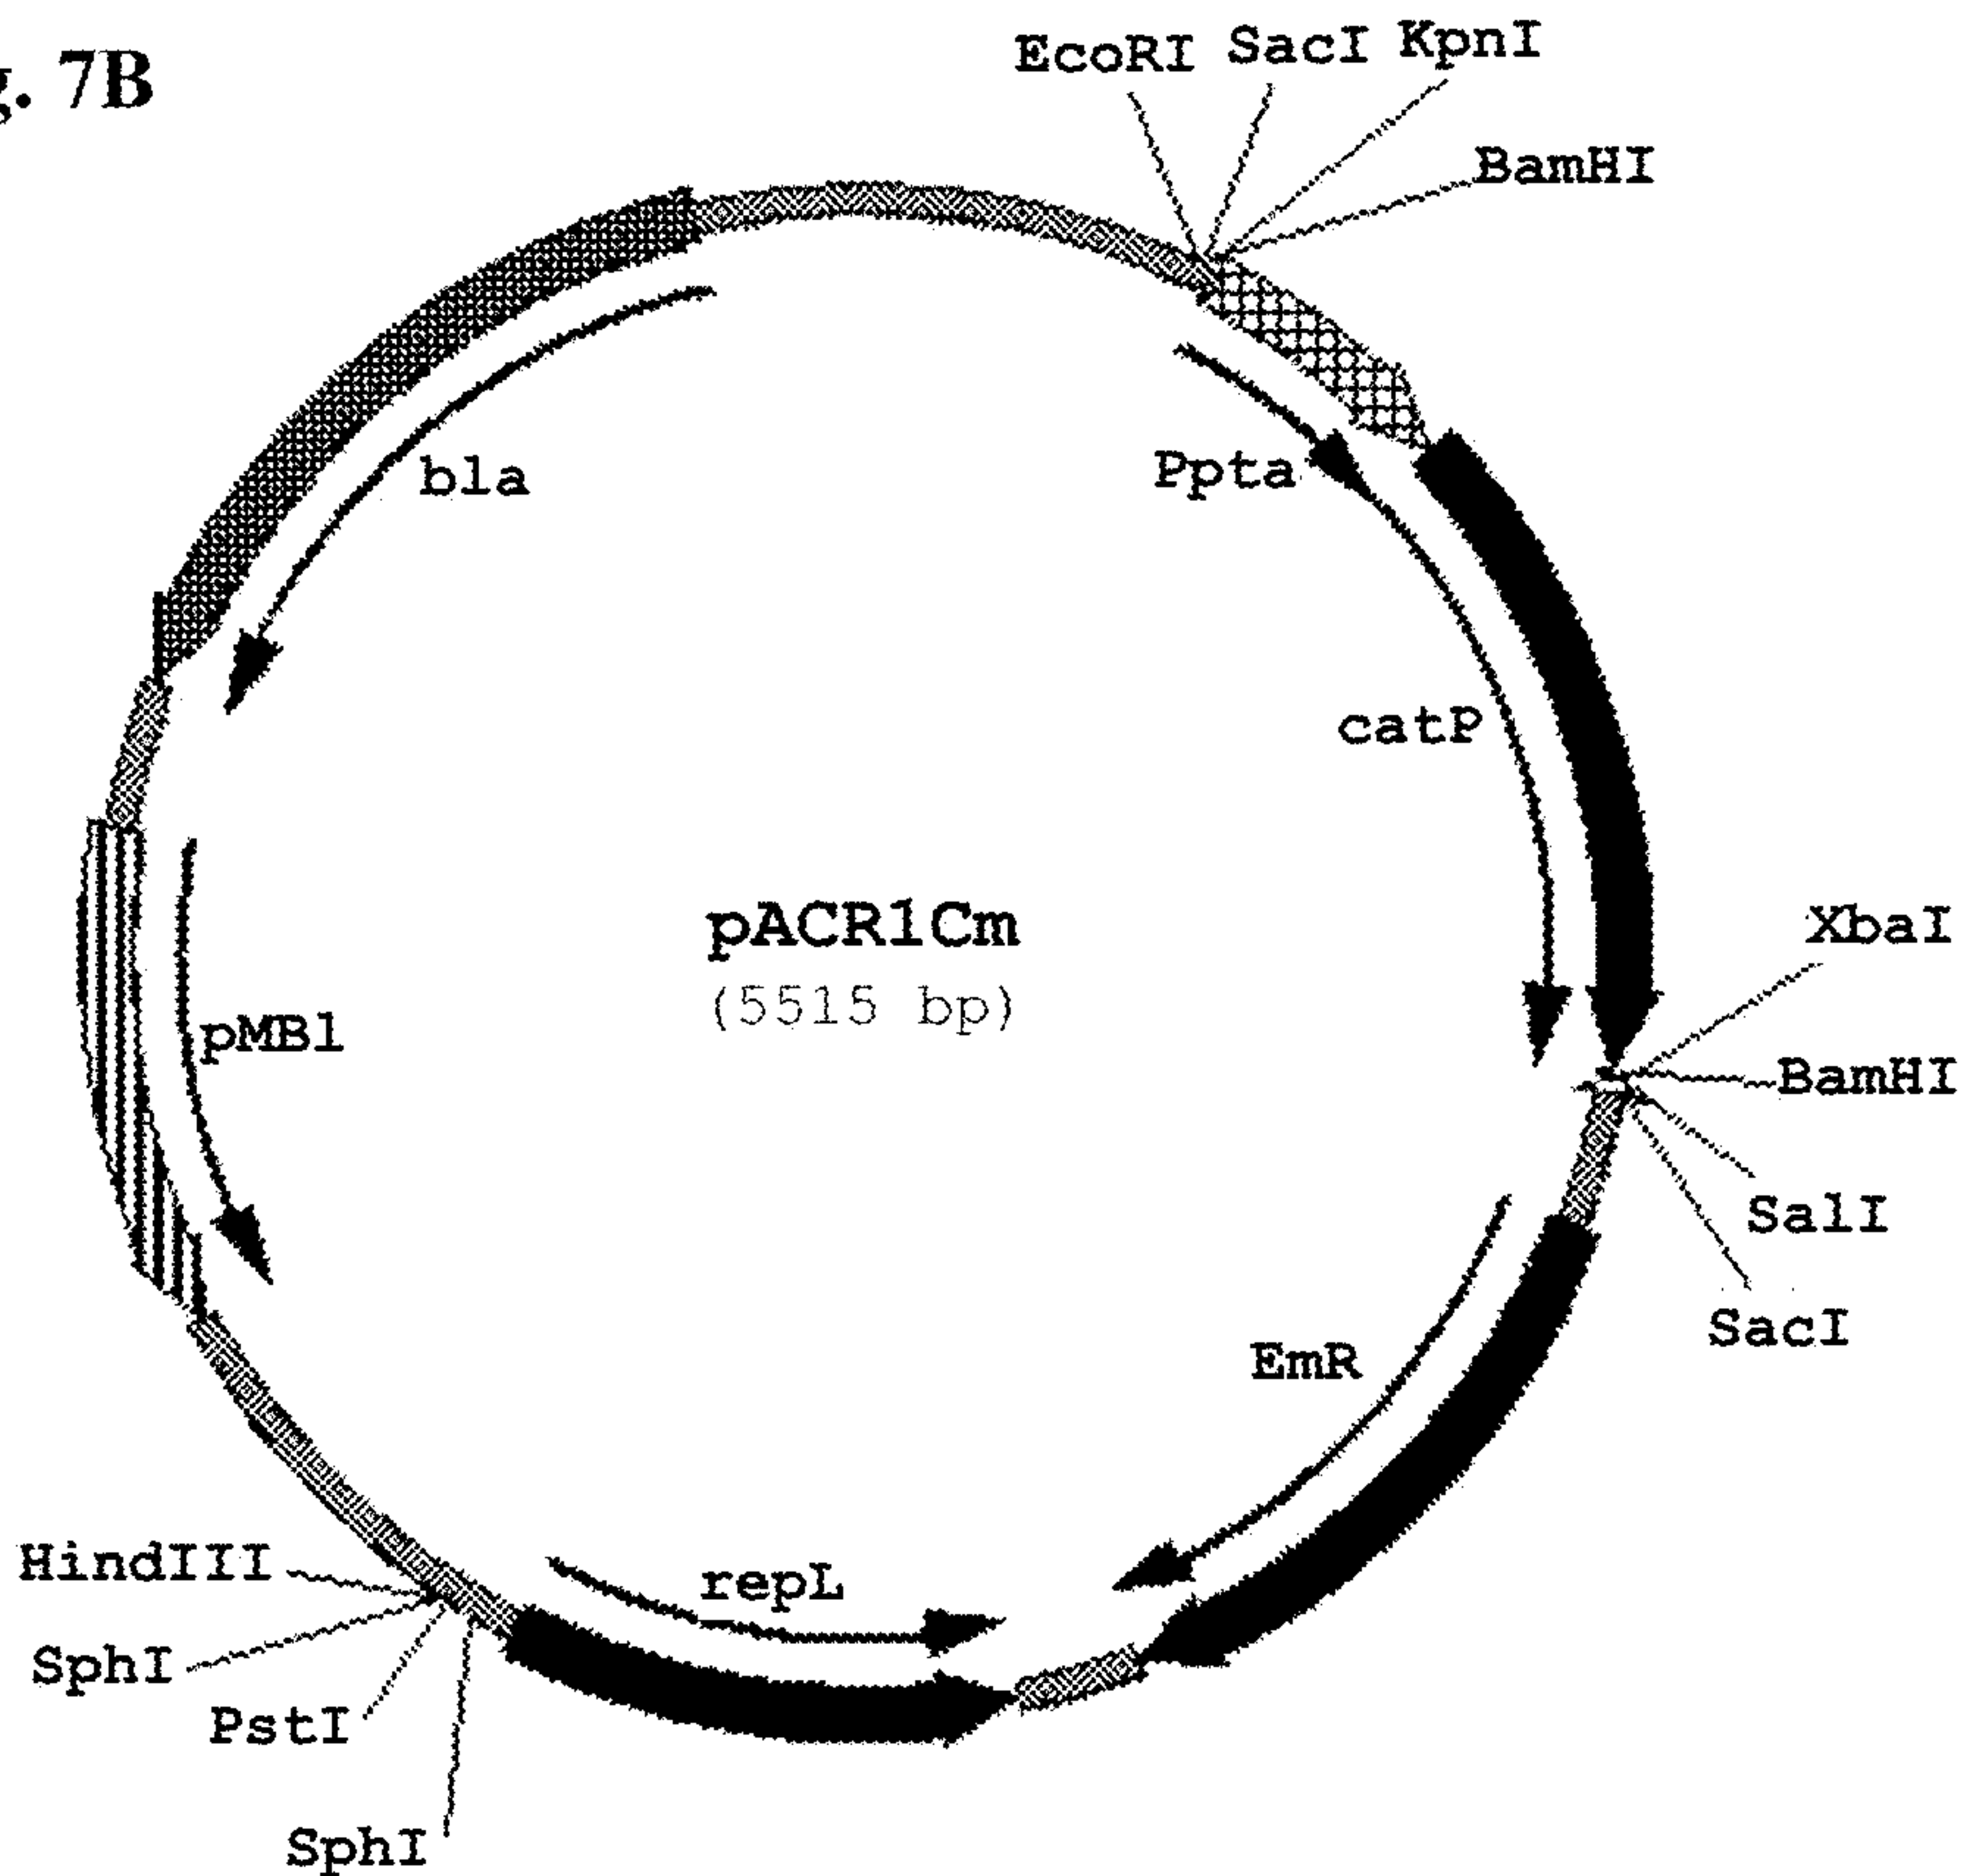 g. 7B
EcoRI SacI KpnI
BamHI
bla
Ppta
catP
pACR1Cm
(5515 bp)
XbaI
BamHI
pMB1
SalI
SacI
EmR
HindIII
repL
SphI
PstI
SphI